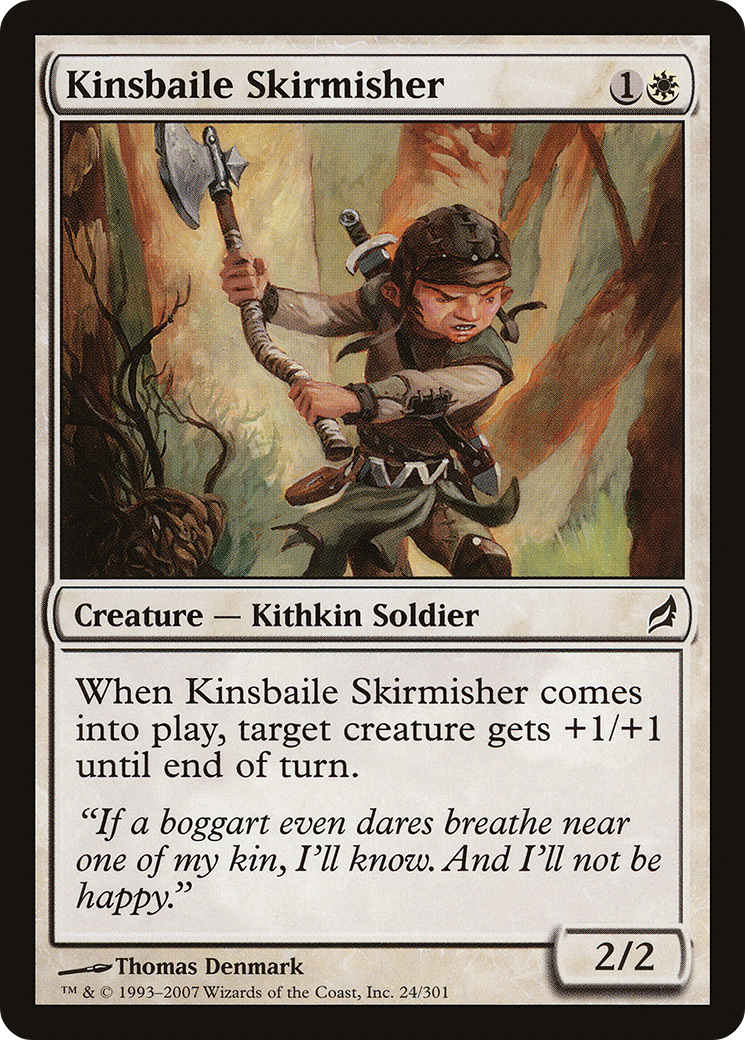 Kinsbaile Skirmisher 1
Creature — Kithkin Soldier
When Kinsbaile Skirmisher comes
into play, target creature gets +1/+1
until end of turn.
“If a boggart even dares breathe near
one of my kin, I’ll know. And I’ll not be
happy.”
2/2
Thomas Denmark
™ & © 1993–2007 Wizards of the Coast, Inc. 24/301